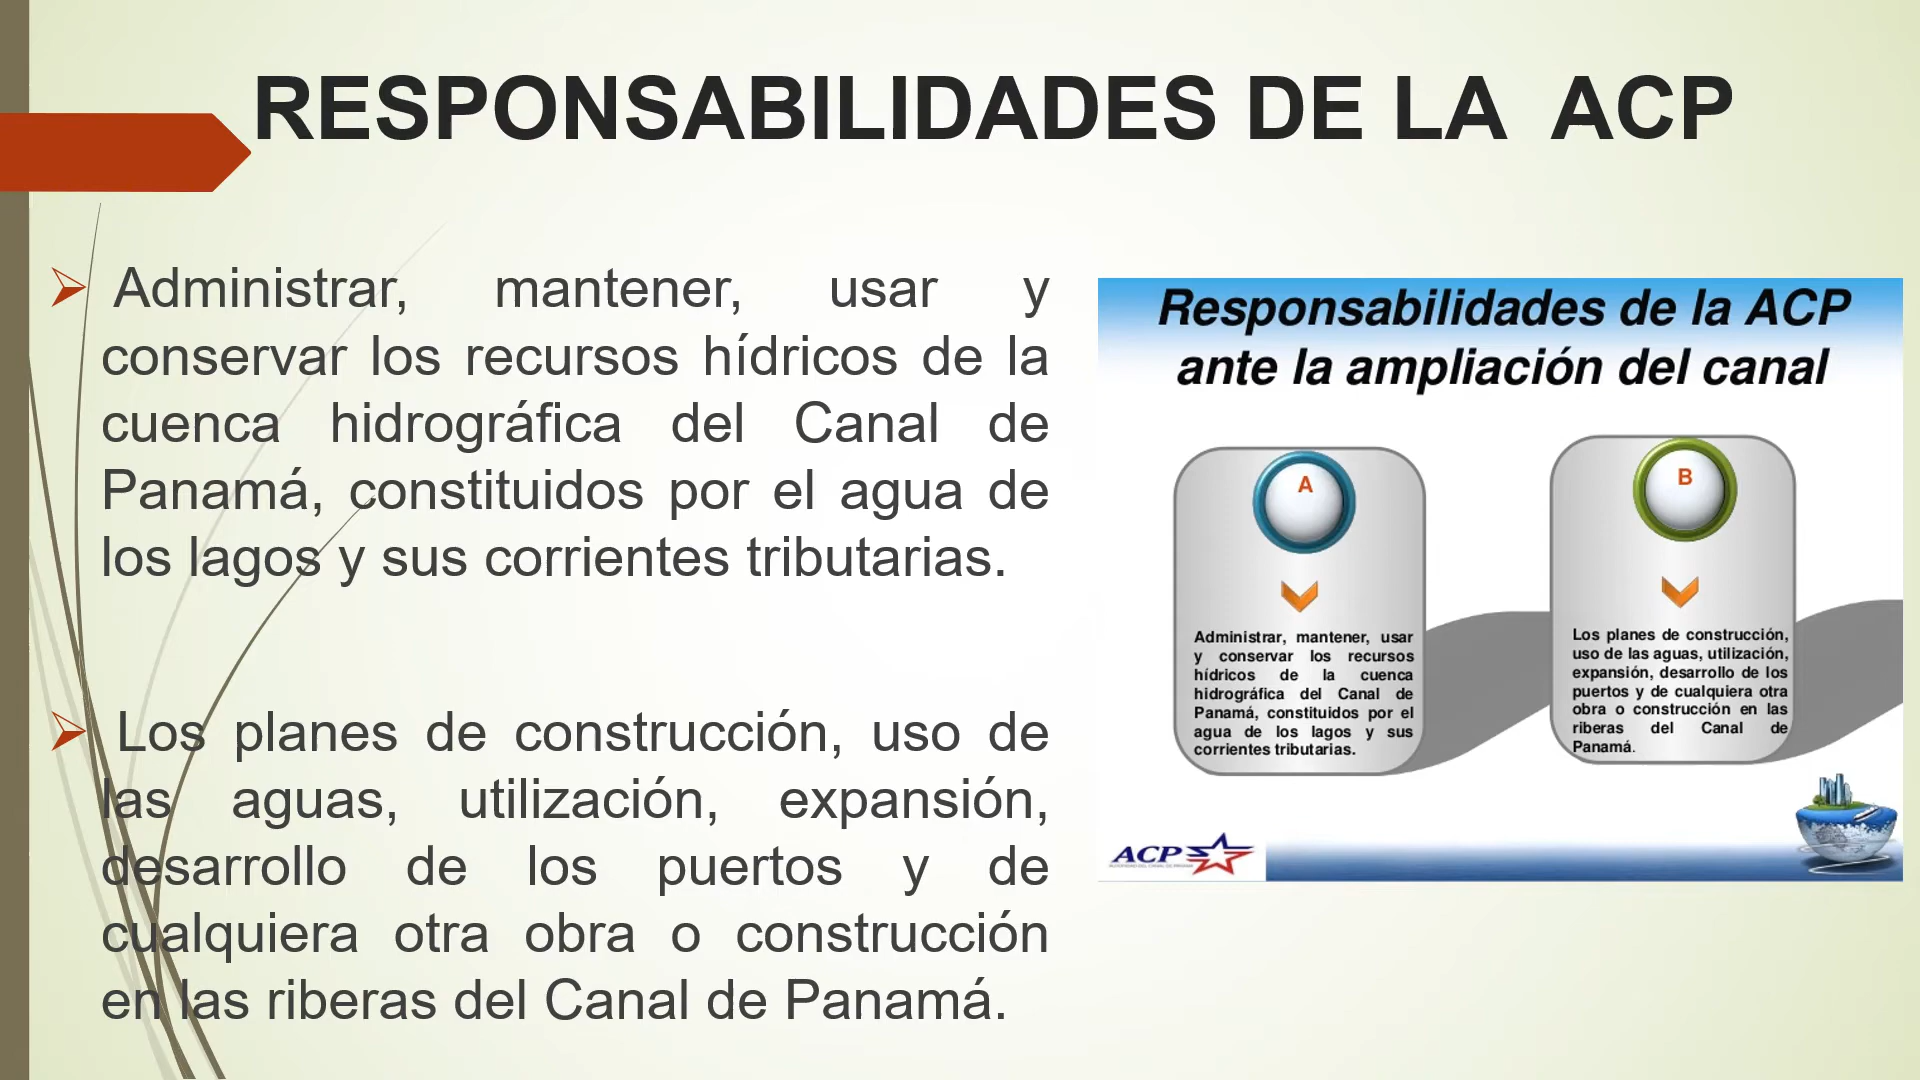 RESPONSABILIDADES DE LA ACP
Administrar, mantener, usar y
conservar los recursos hídricos de la
cuenca hidrográfica del Canal de
Panamá, constituidos por el agua de
los lagos y sus corrientes tributarias.
Los planes de construcción, uso de
las aguas, utilización, expansión,
desarrollo de los puertos y de
cualquiera otra obra o construcción
en las riberas del Canal de Panamá.
Responsabilidades de la ACP
ante la ampliación del canal
A
Administrar, mantener, usar
y conservar los recursos
hídricos de la cuenca
hidrográfica del Canal de
Panamá, constituidos por el
agua de los lagos y sus
corrientes tributarias.
B
Los planes de construcción,
uso de las aguas, utilización,
expansión, desarrollo de los
puertos y de cualquiera otra
obra o construcción en las
riberas del Canal de
Panamá.
ACP